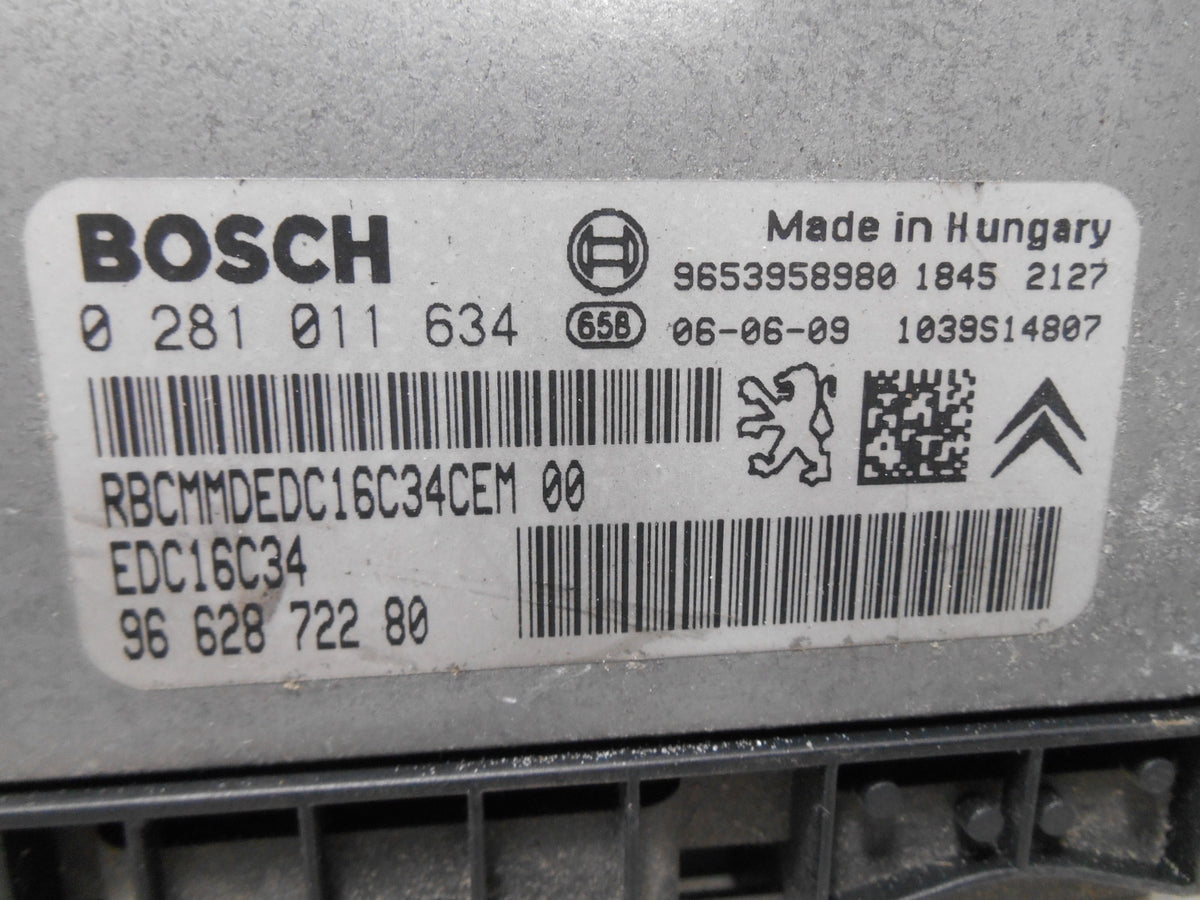 BOSCH
Made in Hungary
9653958980 1845 2127
0 281 011 634
658
06-06-09 1039S14807
RBCMMDEDC16C34CEM 00
EDC16C34
96 628 722 80